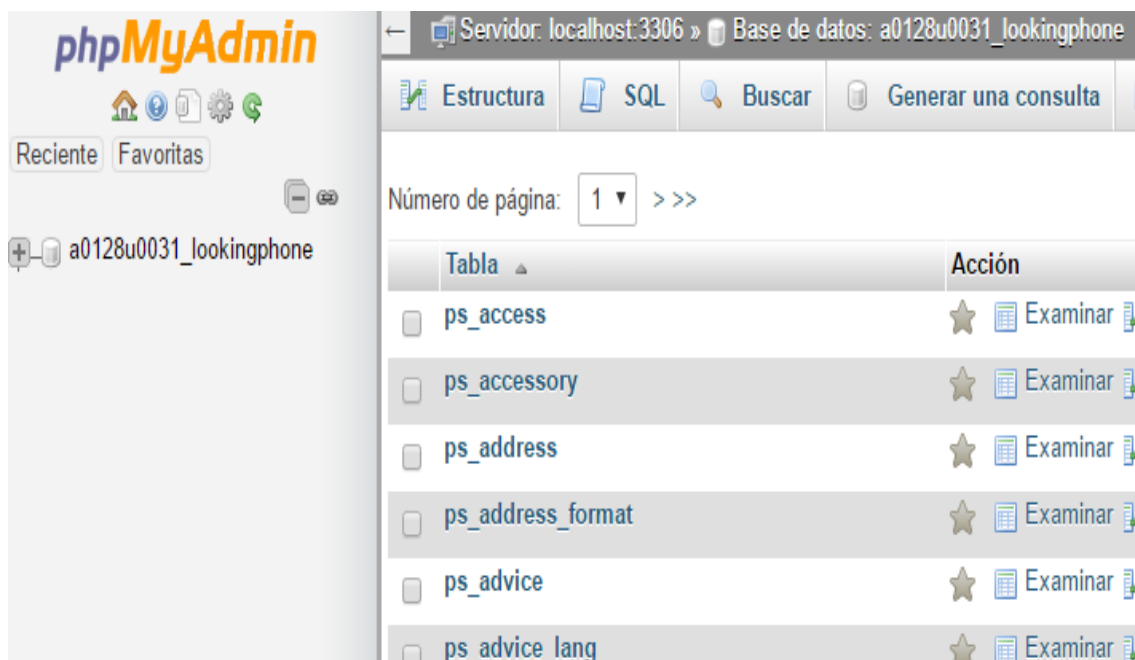 phpMyAdmin
Reciente Favoritas
a0128u0031_lookingphone
← Servidor: localhost:3306 » Base de datos: a0128u0031_lookingphone
Estructura SQL Buscar Generar una consulta
Número de página: 1 > >>
Tabla Acción
ps_access Examinar
ps_accessory Examinar
ps_address Examinar
ps_address_format Examinar
ps_advice Examinar
ps_advice_lang Examinar